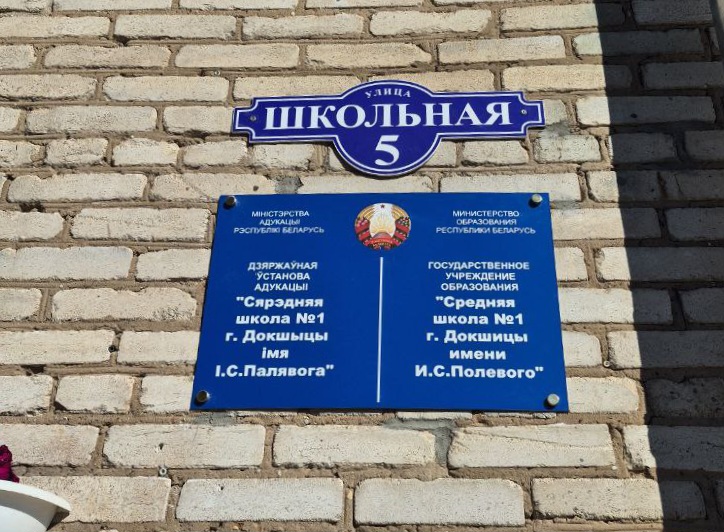 УЛИЦА
ШКОЛЬНАЯ
5
МІНІСТЭРСТВА
АДУКАЦЫІ
РЭСПУБЛІКІ БЕЛАРУСЬ
ДЗЯРЖАЎНАЯ
ЎСТАНОВА
АДУКАЦЫІ
"Сярэдняя
школа №1
г. Докшыцы
імя
І.С.Палявога"
МИНИСТЕРСТВО
ОБРАЗОВАНИЯ
РЕСПУБЛИКИ БЕЛАРУСЬ
ГОСУДАРСТВЕННОЕ
УЧРЕЖДЕНИЕ
ОБРАЗОВАНИЯ
"Средняя
школа №1
г. Докшицы
имени
И.С.Полевого"